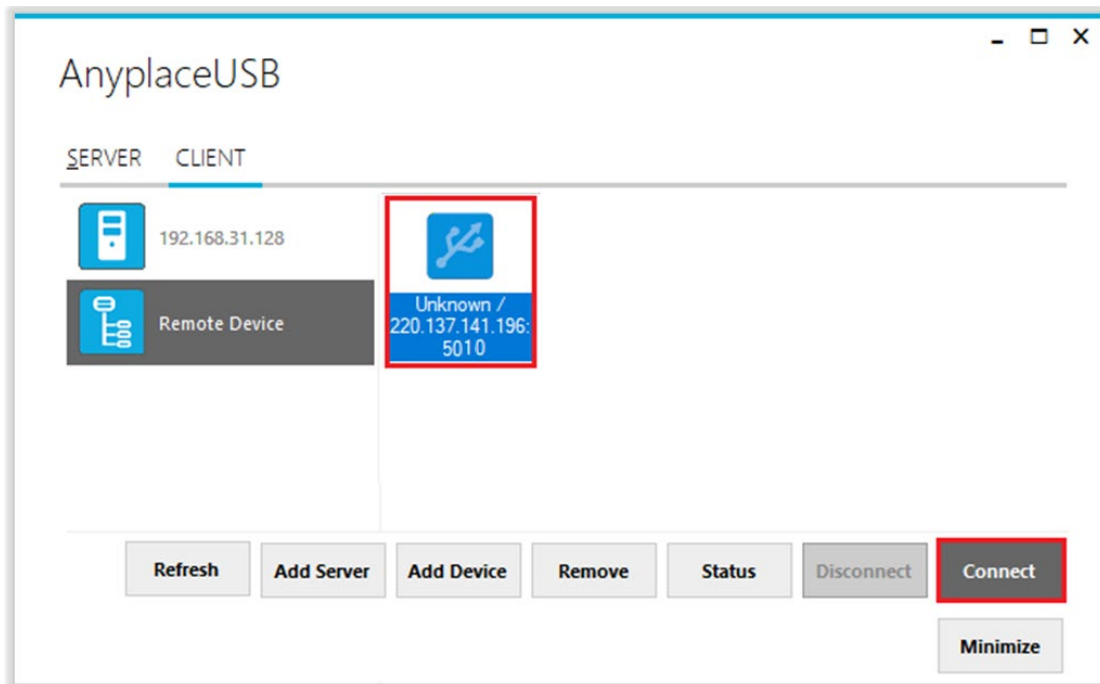 AnyplaceUSB
SERVER CLIENT
192.168.31.128
Remote Device
Unknown /
220.137.141.196:
5010
Refresh Add Server Add Device Remove Status Disconnect Connect
Minimize